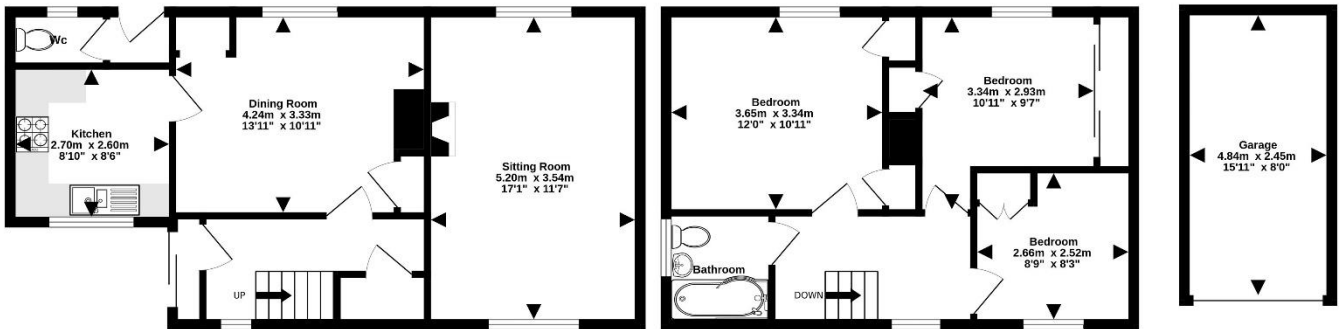 Wc
Kitchen
2.70m x 2.60m
8'10" x 8'6"
Dining Room
4.24m x 3.33m
13'11" x 10'11"
Sitting Room
5.20m x 3.54m
17'1" x 11'7"
UP
Bedroom
3.65m x 3.34m
12'0" x 10'11"
Bedroom
3.34m x 2.93m
10'11" x 9'7"
Bedroom
2.66m x 2.52m
8'9" x 8'3"
Bathroom
DOWN
Garage
4.84m x 2.45m
15'11" x 8'0"